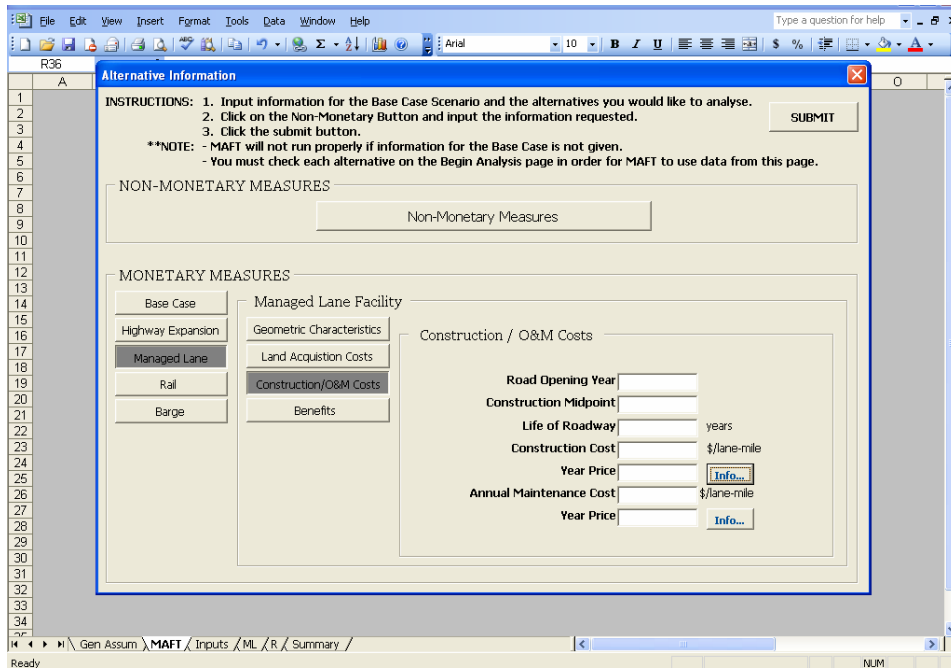 File Edit View Insert Format Tools Data Window Help Type a question for help
Arial 10 B I U $ %
R36
A O
Alternative Information
INSTRUCTIONS: 1. Input information for the Base Case Scenario and the alternatives you would like to analyse.
2. Click on the Non-Monetary Button and input the information requested.
3. Click the submit button.
**NOTE: - MAFT will not run properly if information for the Base Case is not given.
- You must check each alternative on the Begin Analysis page in order for MAFT to use data from this page.
SUBMIT
NON-MONETARY MEASURES
Non-Monetary Measures
MONETARY MEASURES
Base Case
Highway Expansion
Managed Lane
Rail
Barge
Managed Lane Facility
Geometric Characteristics
Land Acquistion Costs
Construction/O&M Costs
Benefits
Construction / O&M Costs
Road Opening Year
Construction Midpoint
Life of Roadway years
Construction Cost $/lane-mile
Year Price Info...
Annual Maintenance Cost $/lane-mile
Year Price Info...
1
2
3
4
5
6
7
8
9
10
11
12
13
14
15
16
17
18
19
20
21
22
23
24
25
26
27
28
29
30
31
32
33
34
Gen Assum MAFT Inputs ML R Summary
Ready NUM